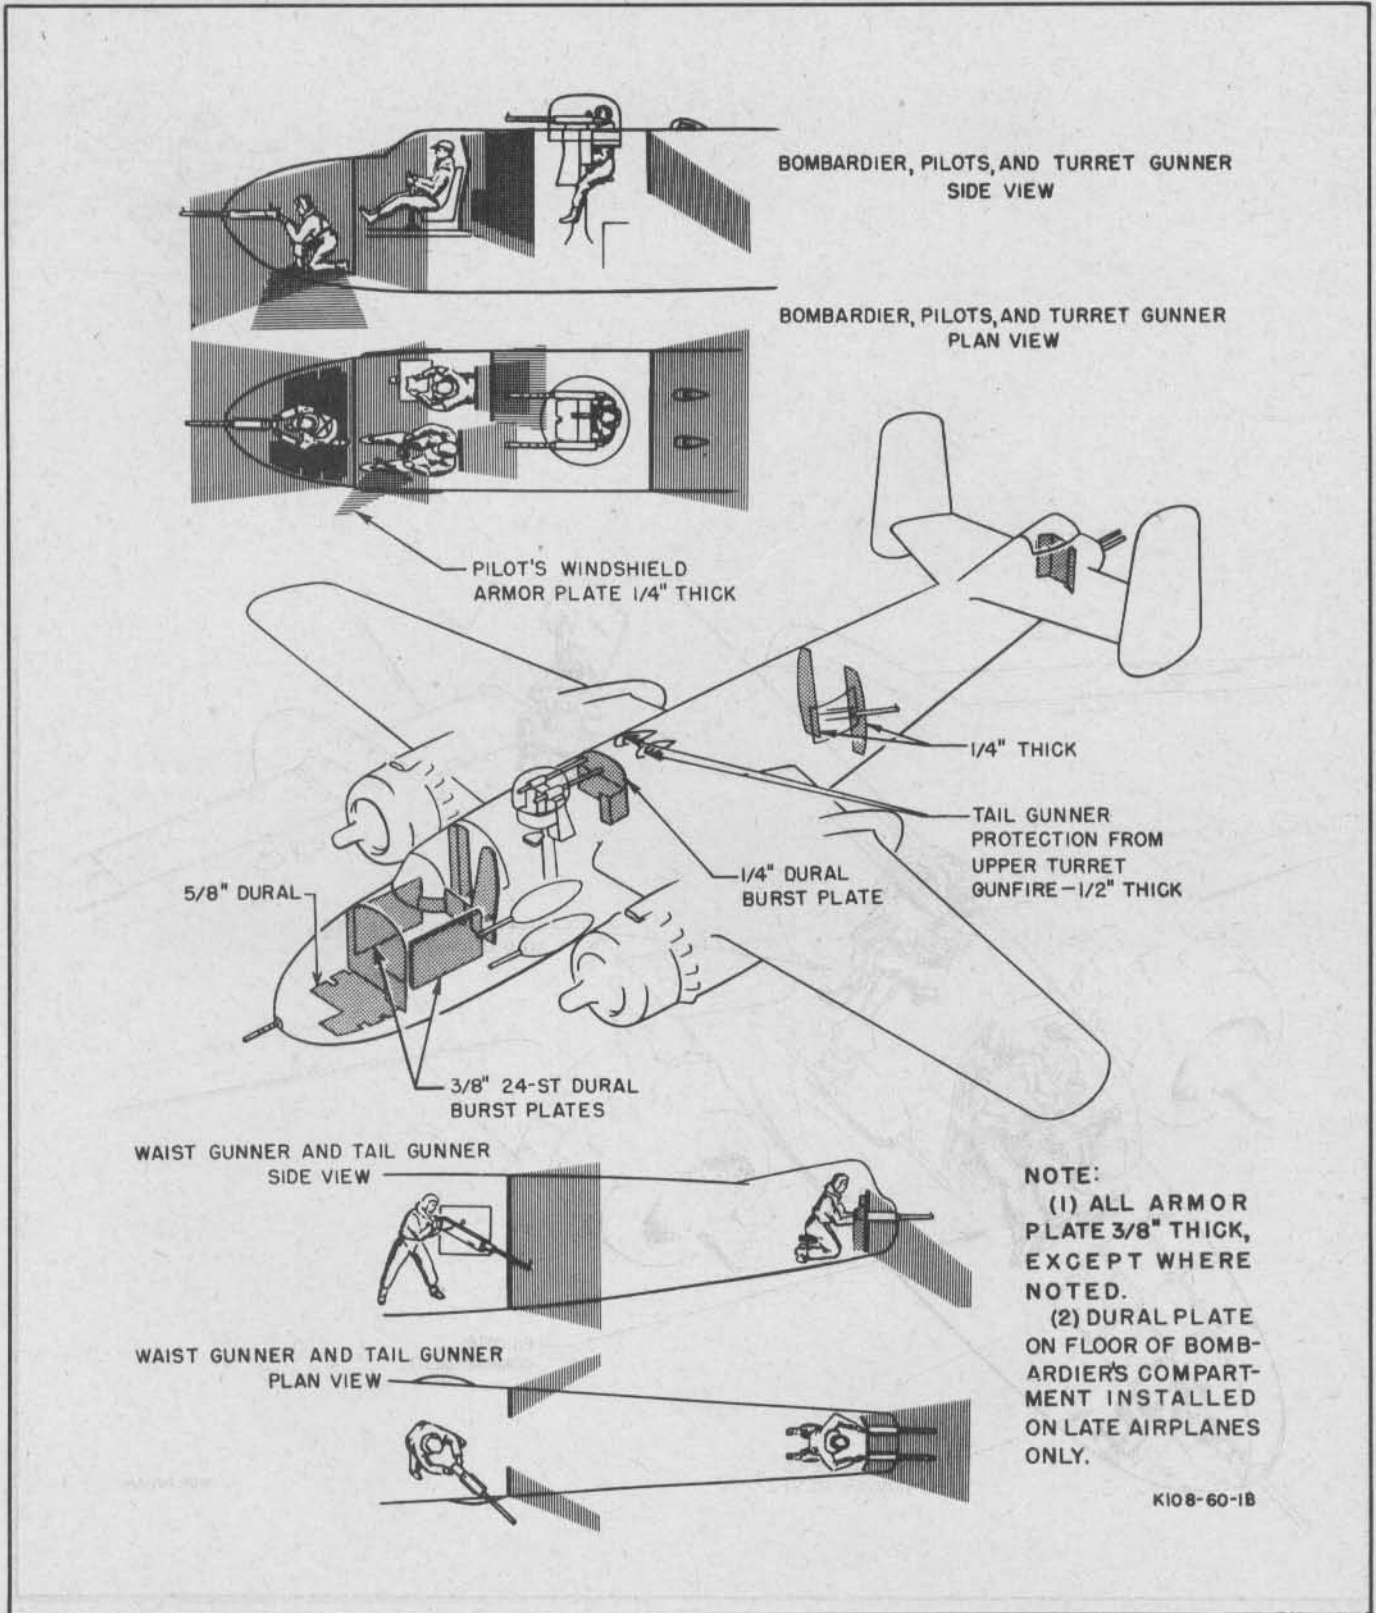 BOMBARDIER, PILOTS, AND TURRET GUNNER
SIDE VIEW
BOMBARDIER, PILOTS, AND TURRET GUNNER
PLAN VIEW
PILOT'S WINDSHIELD
ARMOR PLATE 1/4" THICK
1/4" THICK
TAIL GUNNER
PROTECTION FROM
UPPER TURRET
GUNFIRE—1/2" THICK
1/4" DURAL
BURST PLATE
5/8" DURAL
3/8" 24-ST DURAL
BURST PLATES
WAIST GUNNER AND TAIL GUNNER
SIDE VIEW
WAIST GUNNER AND TAIL GUNNER
PLAN VIEW
NOTE:
(1) ALL ARMOR
PLATE 3/8" THICK,
EXCEPT WHERE
NOTED.
(2) DURAL PLATE
ON FLOOR OF BOMB-
ARDIER'S COMPART-
MENT INSTALLED
ON LATE AIRPLANES
ONLY.
K108-60-1B